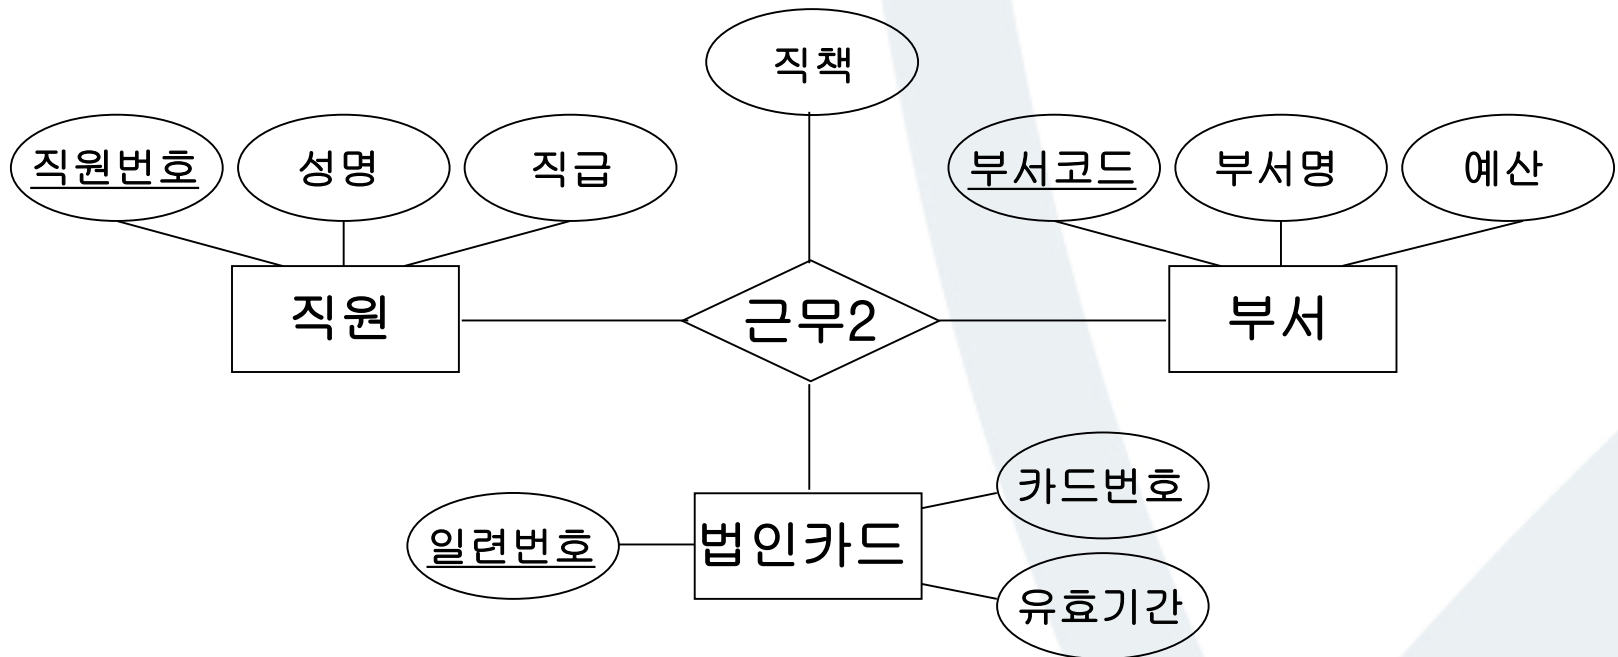 직책
직원번호
성명
직급
부서코드
부서명
예산
직원
근무2
부서
카드번호
일련번호
법인카드
유효기간